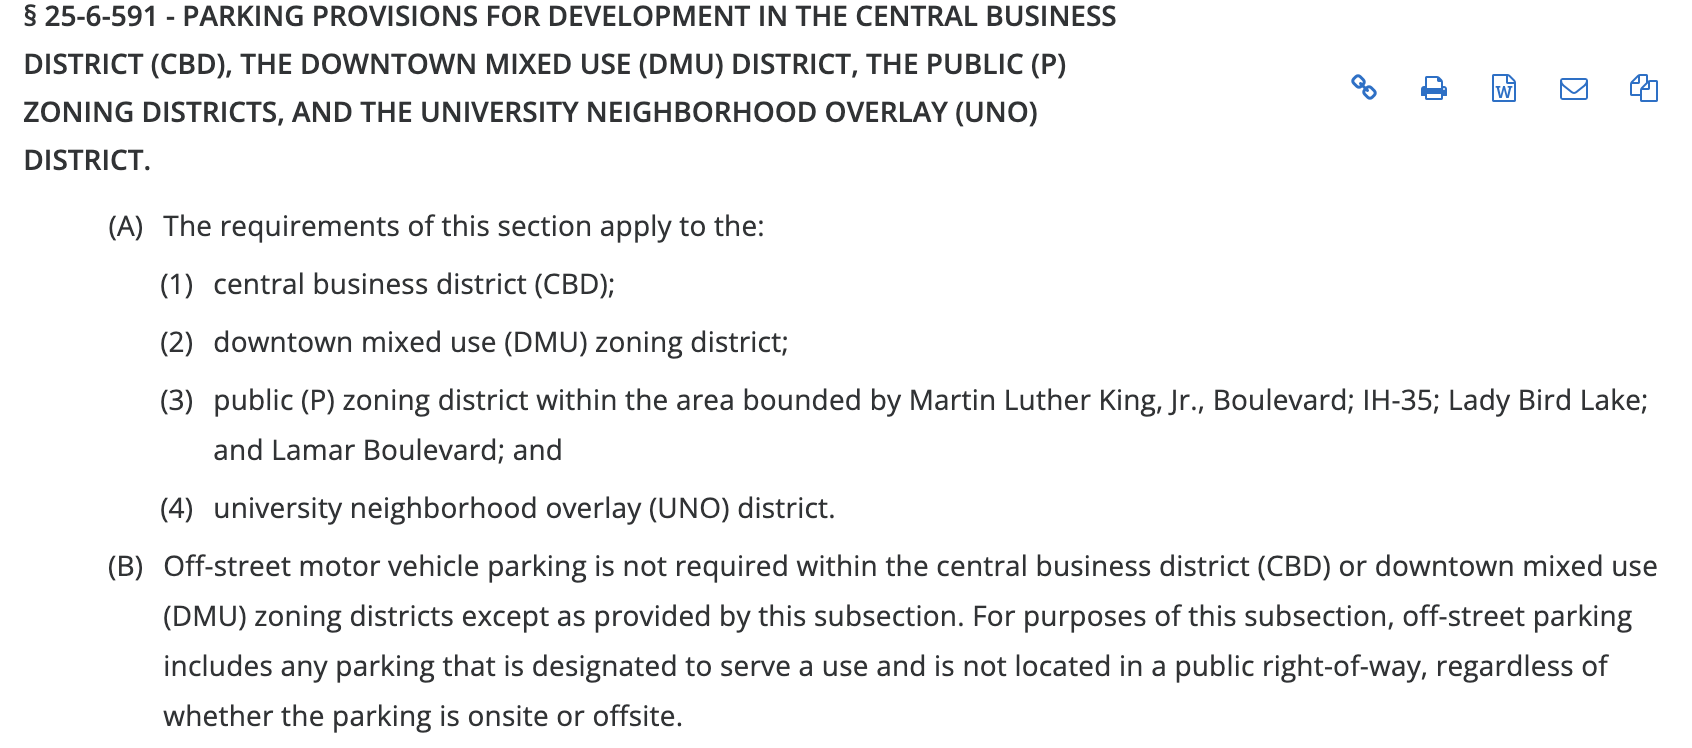 § 25-6-591 - PARKING PROVISIONS FOR DEVELOPMENT IN THE CENTRAL BUSINESS
DISTRICT (CBD), THE DOWNTOWN MIXED USE (DMU) DISTRICT, THE PUBLIC (P)
ZONING DISTRICTS, AND THE UNIVERSITY NEIGHBORHOOD OVERLAY (UNO)
DISTRICT.
W
(A) The requirements of this section apply to the:
(1) central business district (CBD);
(2) downtown mixed use (DMU) zoning district;
(3) public (P) zoning district within the area bounded by Martin Luther King, Jr., Boulevard; IH-35; Lady Bird Lake;
and Lamar Boulevard; and
(4) university neighborhood overlay (UNO) district.
(B) Off-street motor vehicle parking is not required within the central business district (CBD) or downtown mixed use
(DMU) zoning districts except as provided by this subsection. For purposes of this subsection, off-street parking
includes any parking that is designated to serve a use and is not located in a public right-of-way, regardless of
whether the parking is onsite or offsite.